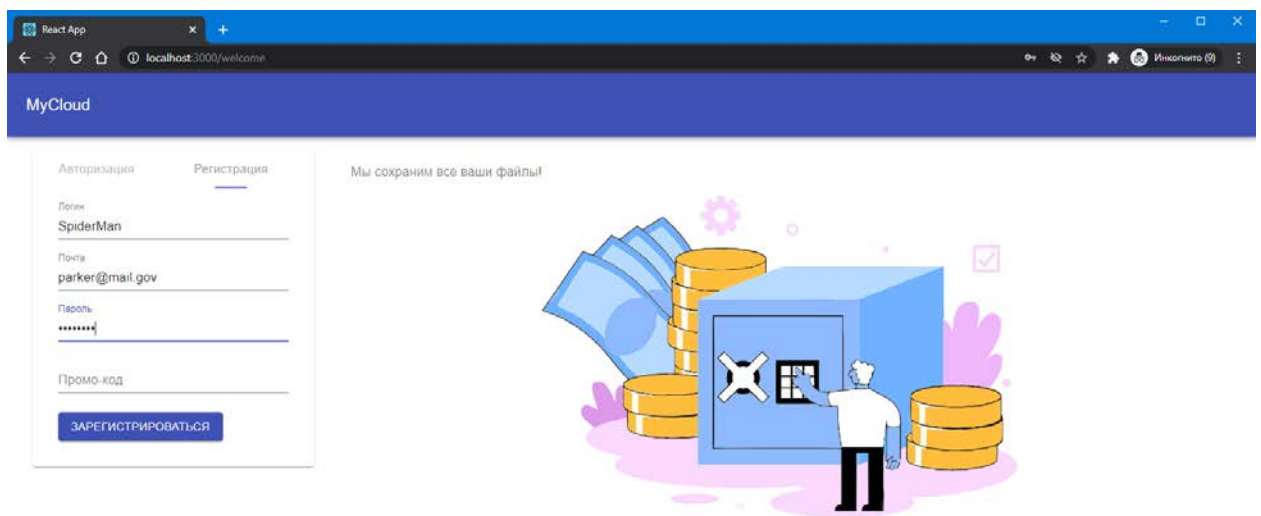 React App
localhost:3000/welcome
Инкогнито (9)
MyCloud
Авторизация Регистрация
Мы сохраним все ваши файлы!
Логин
SpiderMan
Почта
parker@mail.gov
Пароль
••••••••
Промо-код
ЗАРЕГИСТРИРОВАТЬСЯ